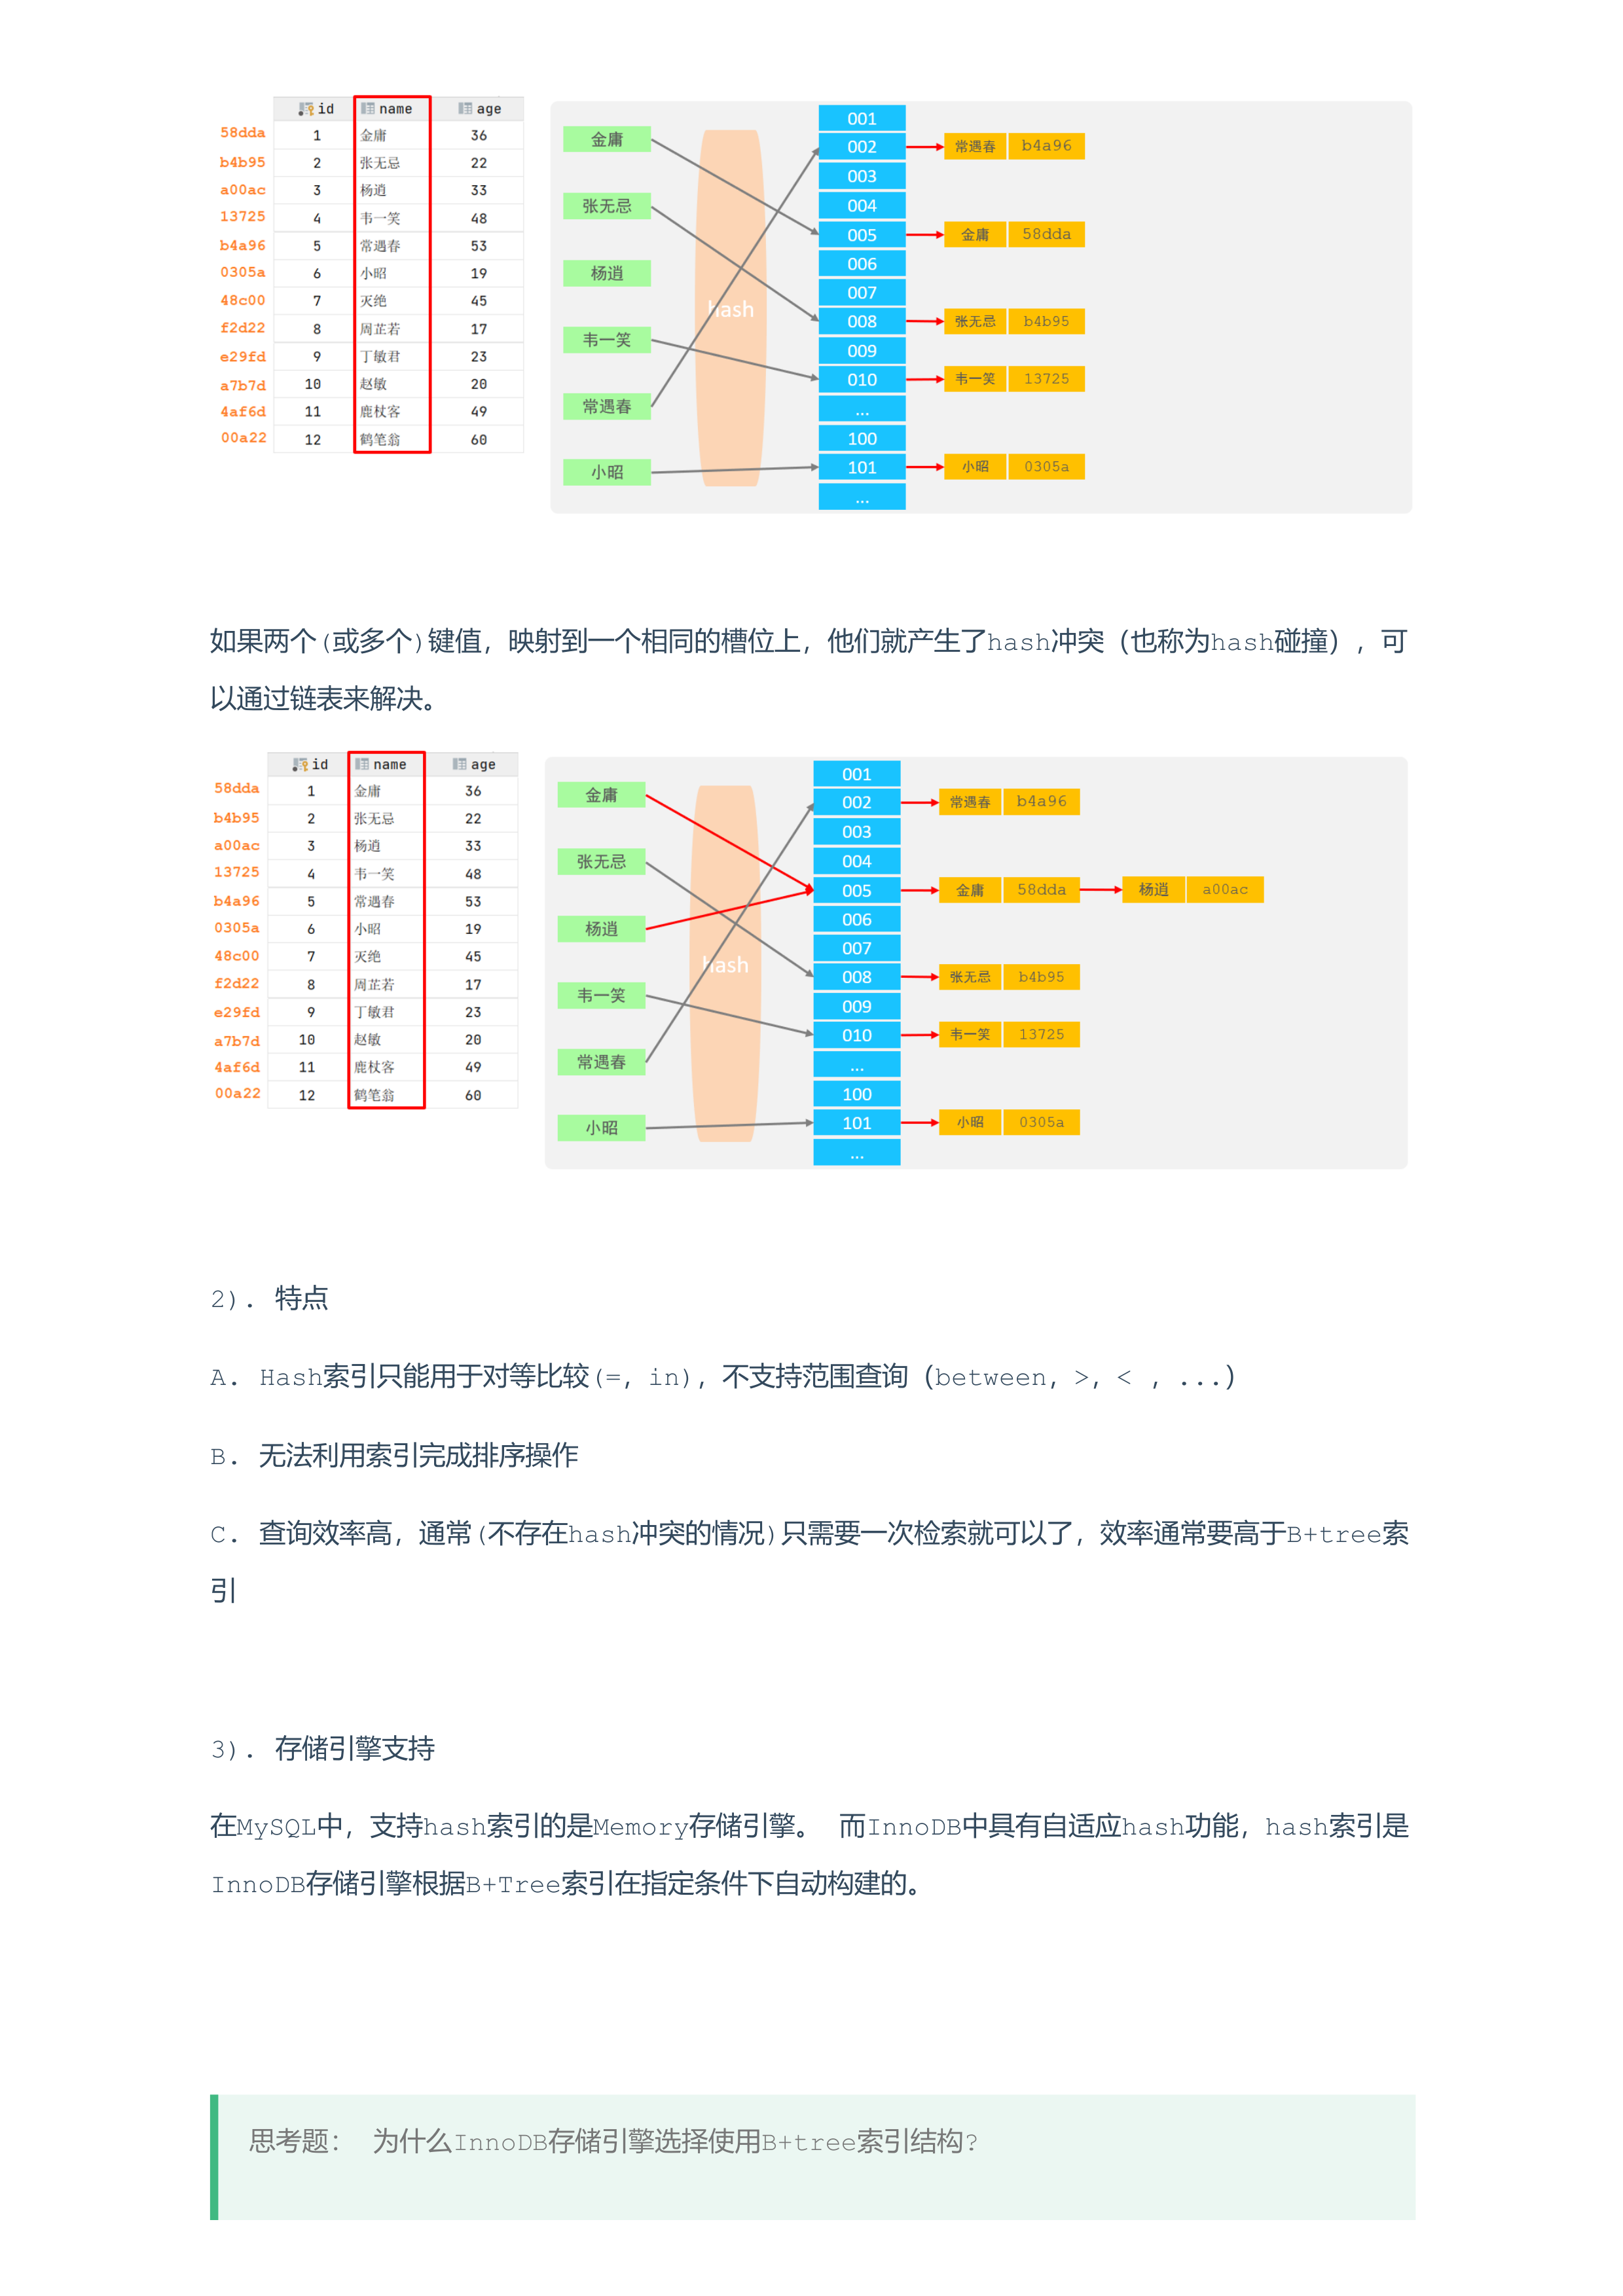 id name age
58dda 1 金庸 36
b4b95 2 张无忌 22
a00ac 3 杨逍 33
13725 4 韦一笑 48
b4a96 5 常遇春 53
0305a 6 小昭 19
48c00 7 灭绝 45
f2d22 8 周芷若 17
e29fd 9 丁敏君 23
a7b7d 10 赵敏 20
4af6d 11 鹿杖客 49
00a22 12 鹤笔翁 60
金庸
张无忌
杨逍
韦一笑
常遇春
小昭
hash
001
002 常遇春 b4a96
003
004
005 金庸 58dda
006
007
008 张无忌 b4b95
009
010 韦一笑 13725
...
100
101 小昭 0305a
...
如果两个(或多个)键值，映射到一个相同的槽位上，他们就产生了hash冲突（也称为hash碰撞），可
以通过链表来解决。
id name age
58dda 1 金庸 36
b4b95 2 张无忌 22
a00ac 3 杨逍 33
13725 4 韦一笑 48
b4a96 5 常遇春 53
0305a 6 小昭 19
48c00 7 灭绝 45
f2d22 8 周芷若 17
e29fd 9 丁敏君 23
a7b7d 10 赵敏 20
4af6d 11 鹿杖客 49
00a22 12 鹤笔翁 60
金庸
张无忌
杨逍
韦一笑
常遇春
小昭
hash
001
002 常遇春 b4a96
003
004
005 金庸 58dda 杨逍 a00ac
006
007
008 张无忌 b4b95
009
010 韦一笑 13725
...
100
101 小昭 0305a
...
2). 特点
A. Hash索引只能用于对等比较(=, in)，不支持范围查询（between, >, < , ...）
B. 无法利用索引完成排序操作
C. 查询效率高，通常(不存在hash冲突的情况)只需要一次检索就可以了，效率通常要高于B+tree索
引
3). 存储引擎支持
在MySQL中，支持hash索引的是Memory存储引擎。 而InnoDB中具有自适应hash功能，hash索引是
InnoDB存储引擎根据B+Tree索引在指定条件下自动构建的。
思考题： 为什么InnoDB存储引擎选择使用B+tree索引结构?